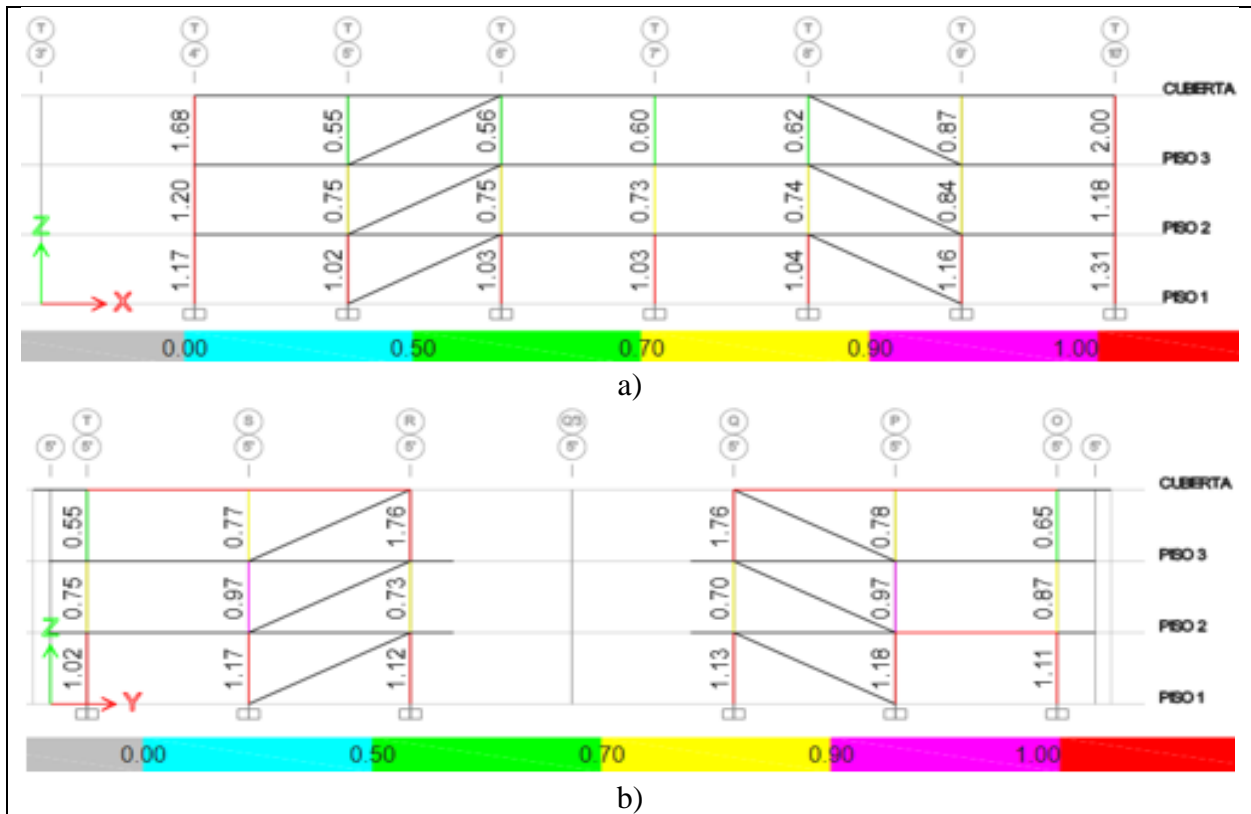 T T T T T T T T
3' 4' 5' 6' 7' 8' 9' 10'
CUBIERTA
1.68 0.55 0.56 0.60 0.62 0.87 2.00
PISO 3
1.20 0.75 0.75 0.73 0.74 0.84 1.18
PISO 2
Z
1.17 1.02 1.03 1.03 1.04 1.16 1.31
PISO 1
X
0.00 0.50 0.70 0.90 1.00
a)
T S R Q3 Q P O
5' 5' 5' 5' 5' 5' 5' 5' 5'
CUBIERTA
0.55 0.77 1.76 1.76 0.78 0.65
PISO 3
0.75 0.97 0.73 0.70 0.97 0.87
PISO 2
Z
1.02 1.17 1.12 1.13 1.18 1.11
PISO 1
Y
0.00 0.50 0.70 0.90 1.00
b)